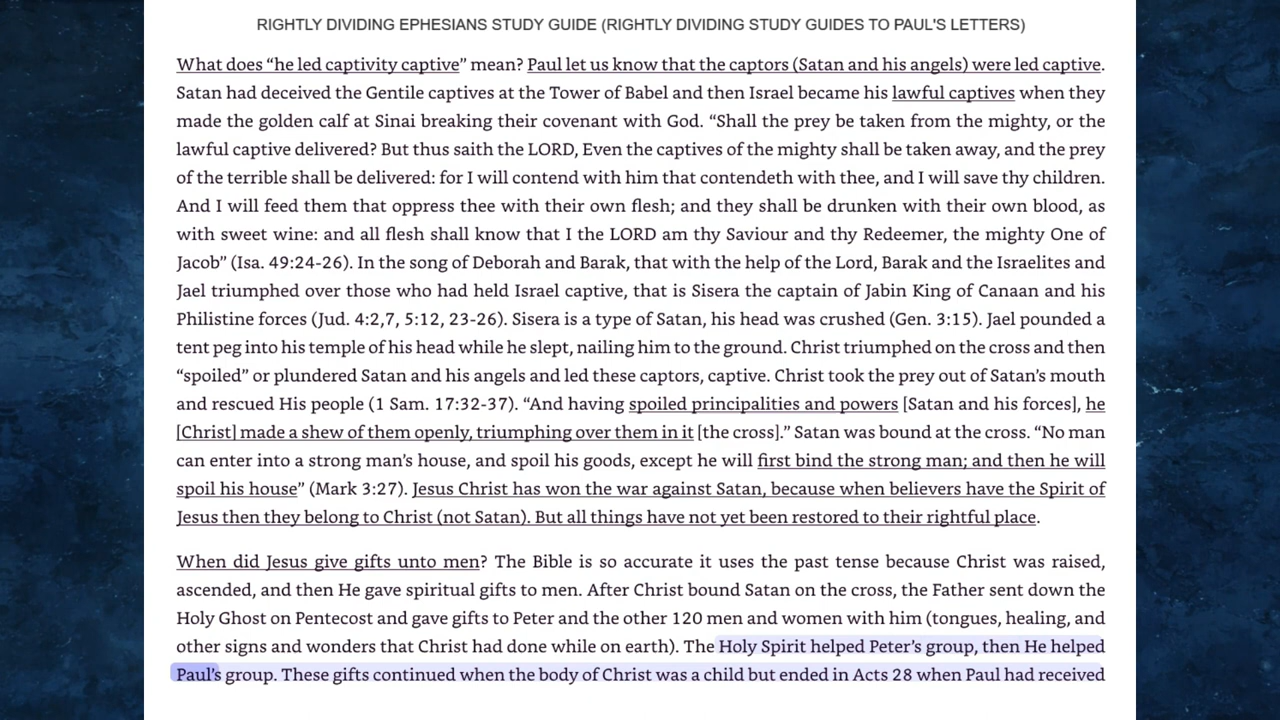 RIGHTLY DIVIDING EPHESIANS STUDY GUIDE (RIGHTLY DIVIDING STUDY GUIDES TO PAUL'S LETTERS)
What does “he led captivity captive” mean? Paul let us know that the captors (Satan and his angels) were led captive.
Satan had deceived the Gentile captives at the Tower of Babel and then Israel became his lawful captives when they
made the golden calf at Sinai breaking their covenant with God. “Shall the prey be taken from the mighty, or the
lawful captive delivered? But thus saith the LORD, Even the captives of the mighty shall be taken away, and the prey
of the terrible shall be delivered: for I will contend with him that contendeth with thee, and I will save thy children.
And I will feed them that oppress thee with their own flesh; and they shall be drunken with their own blood, as
with sweet wine: and all flesh shall know that I the LORD am thy Saviour and thy Redeemer, the mighty One of
Jacob” (Isa. 49:24-26). In the song of Deborah and Barak, that with the help of the Lord, Barak and the Israelites and
Jael triumphed over those who had held Israel captive, that is Sisera the captain of Jabin King of Canaan and his
Philistine forces (Jud. 4:2,7, 5:12, 23-26). Sisera is a type of Satan, his head was crushed (Gen. 3:15). Jael pounded a
tent peg into his temple of his head while he slept, nailing him to the ground. Christ triumphed on the cross and then
“spoiled” or plundered Satan and his angels and led these captors, captive. Christ took the prey out of Satan’s mouth
and rescued His people (1 Sam. 17:32-37). “And having spoiled principalities and powers [Satan and his forces], he
[Christ] made a shew of them openly, triumphing over them in it [the cross].” Satan was bound at the cross. “No man
can enter into a strong man’s house, and spoil his goods, except he will first bind the strong man; and then he will
spoil his house” (Mark 3:27). Jesus Christ has won the war against Satan, because when believers have the Spirit of
Jesus then they belong to Christ (not Satan). But all things have not yet been restored to their rightful place.
When did Jesus give gifts unto men? The Bible is so accurate it uses the past tense because Christ was raised,
ascended, and then He gave spiritual gifts to men. After Christ bound Satan on the cross, the Father sent down the
Holy Ghost on Pentecost and gave gifts to Peter and the other 120 men and women with him (tongues, healing, and
other signs and wonders that Christ had done while on earth). The Holy Spirit helped Peter’s group, then He helped
Paul’s group. These gifts continued when the body of Christ was a child but ended in Acts 28 when Paul had received